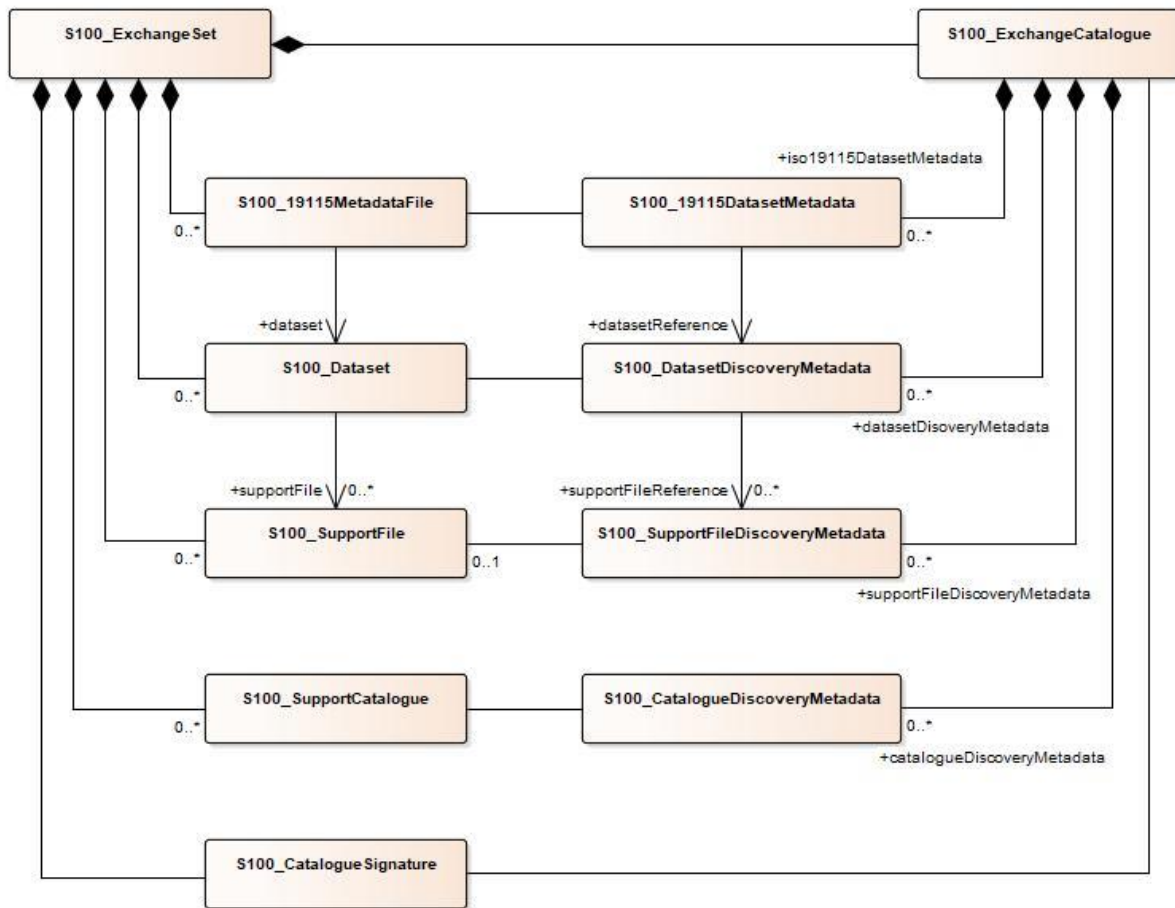 S100_ExchangeSet
S100_ExchangeCatalogue
+iso19115DatasetMetadata
S100_19115MetadataFile
S100_19115DatasetMetadata
0..*
0..*
+dataset
+datasetReference
S100_Dataset
S100_DatasetDiscoveryMetadata
0..*
0..*
+datasetDisoveryMetadata
+supportFile
0..*
+supportFileReference
0..*
S100_SupportFile
S100_SupportFileDiscoveryMetadata
0..*
0..1
0..*
+supportFileDiscoveryMetadata
S100_SupportCatalogue
S100_CatalogueDiscoveryMetadata
0..*
0..*
+catalogueDiscoveryMetadata
S100_CatalogueSignature